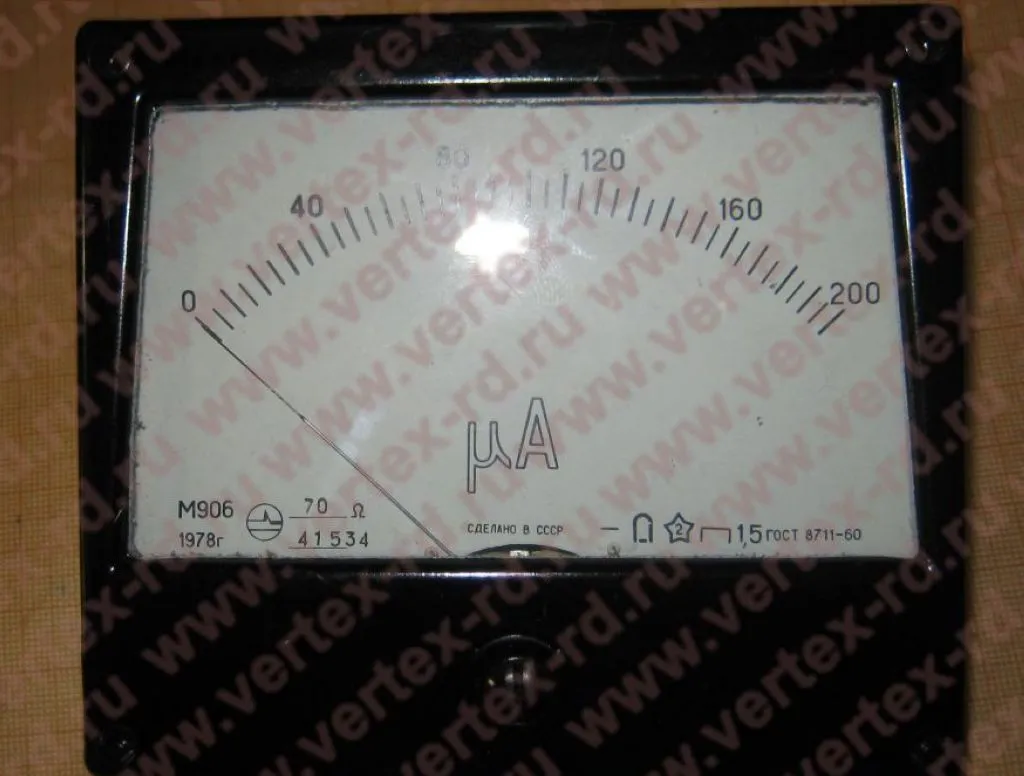 80
120
40
160
0
200
µA
М906
70 Ω
1978г
41534
СДЕЛАНО В СССР
2
1,5 ГОСТ 8711-60
www.vertex-rd.ru